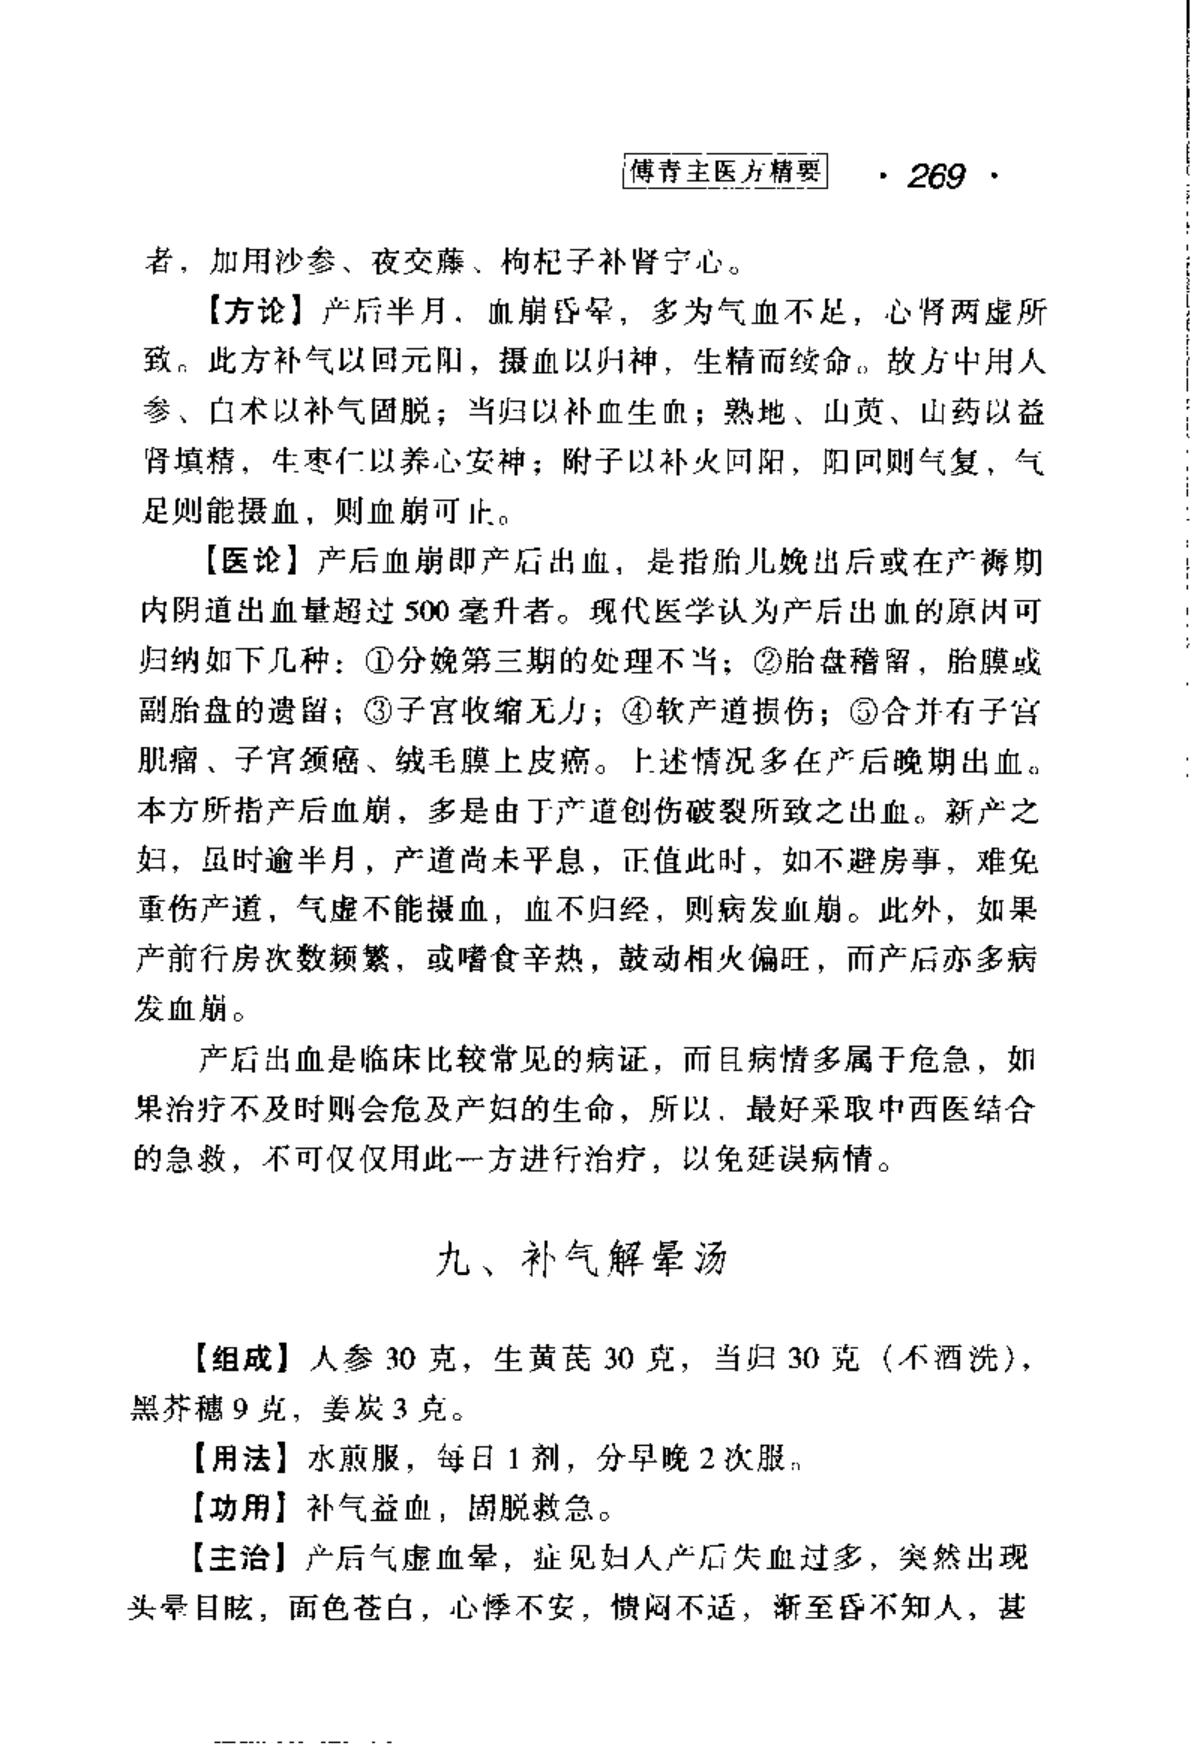 傅青主医方精要 · 269 ·
者，加用沙参、夜交藤、枸杞子补肾宁心。
【方论】产后半月，血崩昏晕，多为气血不足，心肾两虚所
致。此方补气以回元阳，摄血以归神，生精而续命。故方中用人
参、白术以补气固脱；当归以补血生血；熟地、山萸、山药以益
肾填精，生枣仁以养心安神；附子以补火回阳，阳回则气复，气
足则能摄血，则血崩可止。
【医论】产后血崩即产后出血，是指胎儿娩出后或在产褥期
内阴道出血量超过 500 毫升者。现代医学认为产后出血的原因可
归纳如下几种：①分娩第三期的处理不当；②胎盘稽留，胎膜或
副胎盘的遗留；③子宫收缩无力；④软产道损伤；⑤合并有子宫
肌瘤、子宫颈癌、绒毛膜上皮癌。上述情况多在产后晚期出血。
本方所指产后血崩，多是由于产道创伤破裂所致之出血。新产之
妇，虽时逾半月，产道尚未平息，正值此时，如不避房事，难免
重伤产道，气虚不能摄血，血不归经，则病发血崩。此外，如果
产前行房次数频繁，或嗜食辛热，鼓动相火偏旺，而产后亦多病
发血崩。
产后出血是临床比较常见的病证，而且病情多属于危急，如
果治疗不及时则会危及产妇的生命，所以，最好采取中西医结合
的急救，不可仅仅用此一方进行治疗，以免延误病情。
九、补气解晕汤
【组成】人参 30 克，生黄芪 30 克，当归 30 克（不酒洗），
黑芥穗 9 克，姜炭 3 克。
【用法】水煎服，每日 1 剂，分早晚 2 次服。
【功用】补气益血，固脱救急。
【主治】产后气虚血晕，症见妇人产后失血过多，突然出现
头晕目眩，面色苍白，心悸不安，愦闷不适，渐至昏不知人，甚